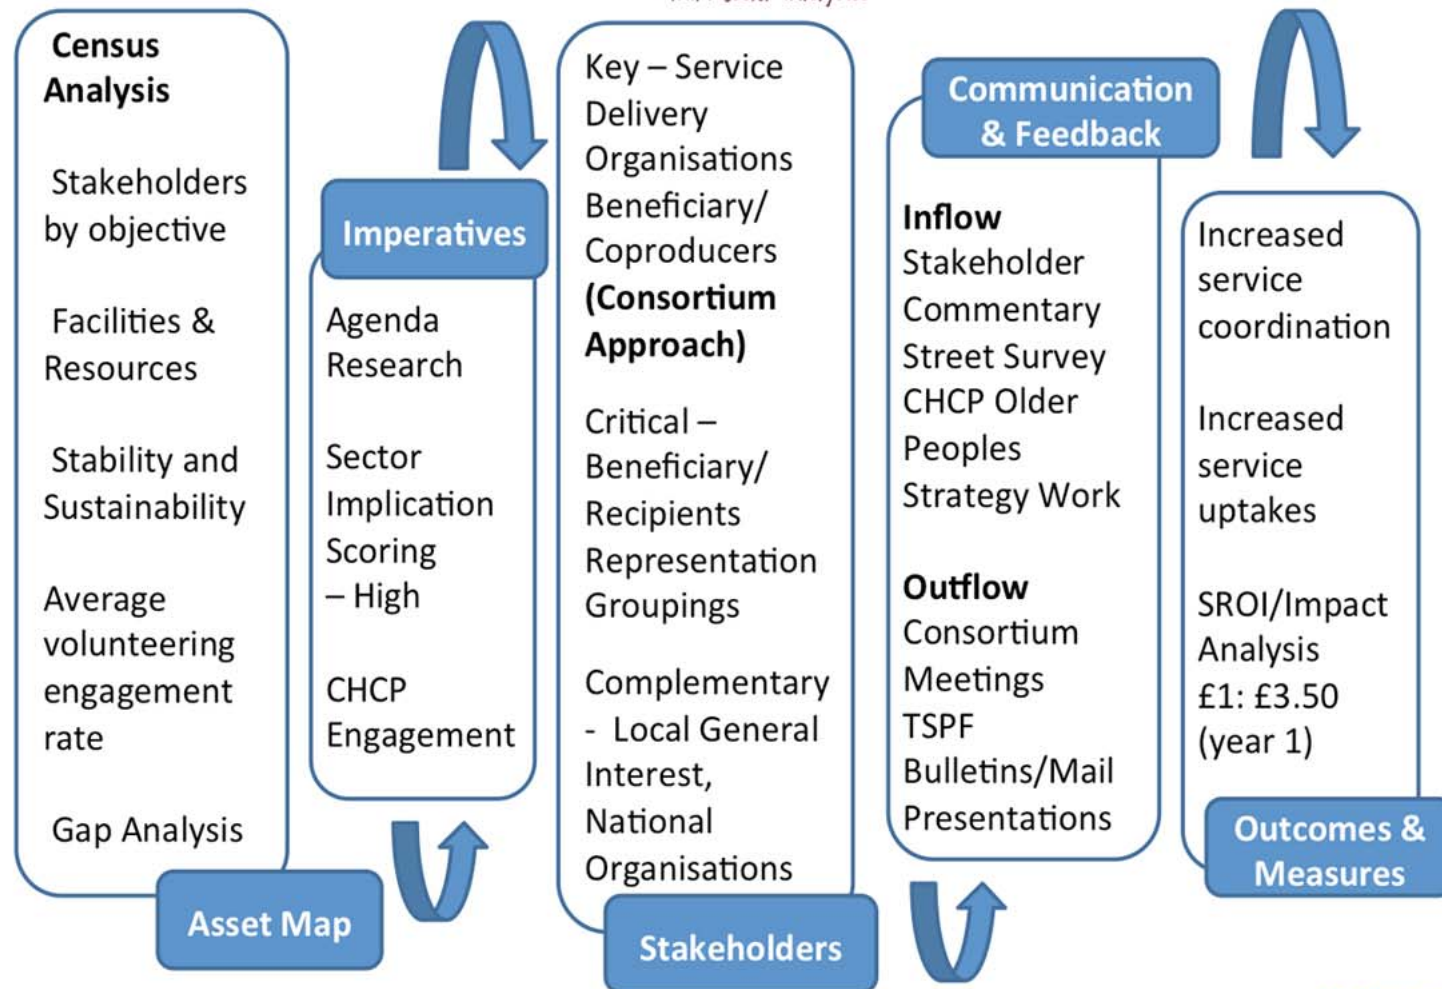 Census
Analysis
Stakeholders
by objective
Facilities &
Resources
Stability and
Sustainability
Average
volunteering
engagement
rate
Gap Analysis
Asset Map
Imperatives
Agenda
Research
Sector
Implication
Scoring
– High
CHCP
Engagement
Key – Service
Delivery
Organisations
Beneficiary/
Coproducers
(Consortium
Approach)
Critical –
Beneficiary/
Recipients
Representation
Groupings
Complementary
- Local General
Interest,
National
Organisations
Stakeholders
Communication
& Feedback
Inflow
Stakeholder
Commentary
Street Survey
CHCP Older
Peoples
Strategy Work
Outflow
Consortium
Meetings
TSPF
Bulletins/Mail
Presentations
Increased
service
coordination
Increased
service
uptakes
SROI/Impact
Analysis
£1: £3.50
(year 1)
Outcomes &
Measures